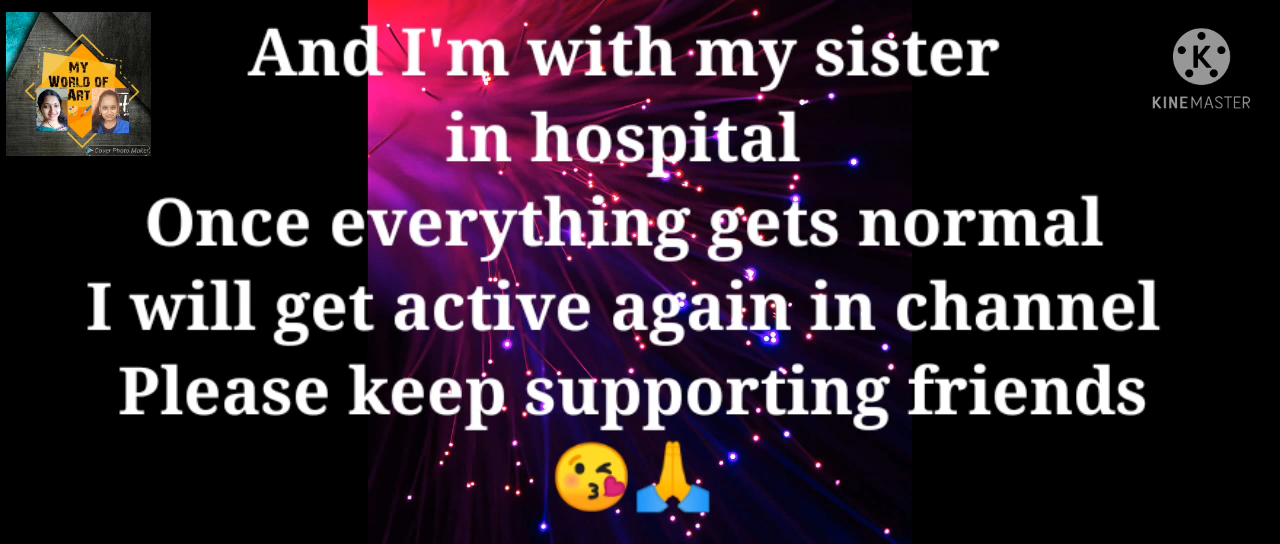 And I'm with my sister
in hospital
Once everything gets normal
I will get active again in channel
Please keep supporting friends
😘🙏
MY
WORLD OF
ART
Cover Photo Maker
K
KINEMASTER